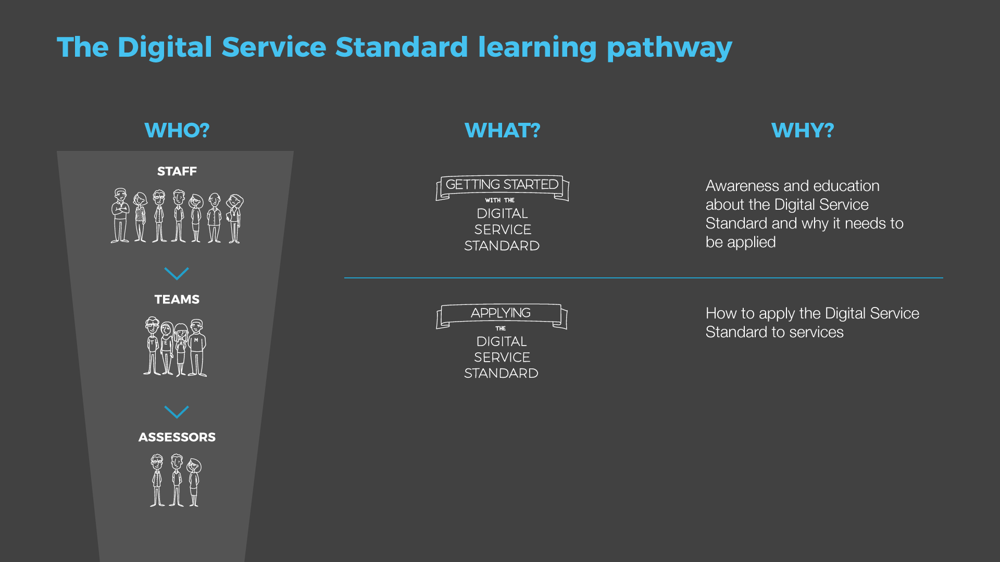 The Digital Service Standard learning pathway
WHO?
WHAT?
WHY?
STAFF
GETTING STARTED
WITH THE
DIGITAL
SERVICE
STANDARD
Awareness and education
about the Digital Service
Standard and why it needs to
be applied
TEAMS
T E A M
APPLYING
THE
DIGITAL
SERVICE
STANDARD
How to apply the Digital Service
Standard to services
ASSESSORS